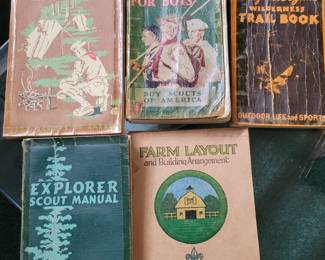 FOR BOYS
BOY SCOUTS
OF AMERICA
WILDERNESS
TRAIL BOOK
OUTDOOR LIFE and SPORTS
EXPLORER
SCOUT MANUAL
FARM LAYOUT
and Building Arrangement